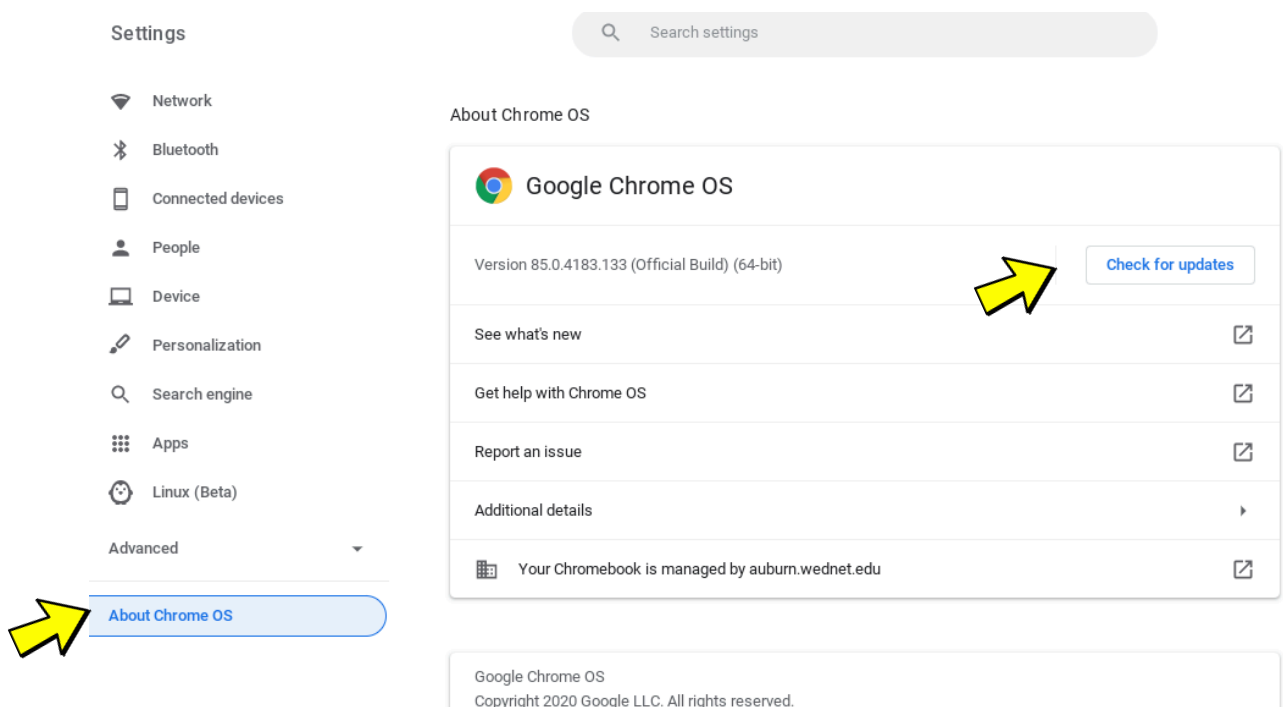 Settings
Search settings
Network
Bluetooth
Connected devices
People
Device
Personalization
Search engine
Apps
Linux (Beta)
Advanced
About Chrome OS
About Chrome OS
Google Chrome OS
Version 85.0.4183.133 (Official Build) (64-bit)
Check for updates
See what's new
Get help with Chrome OS
Report an issue
Additional details
Your Chromebook is managed by auburn.wednet.edu
Google Chrome OS
Copyright 2020 Google LLC. All rights reserved.